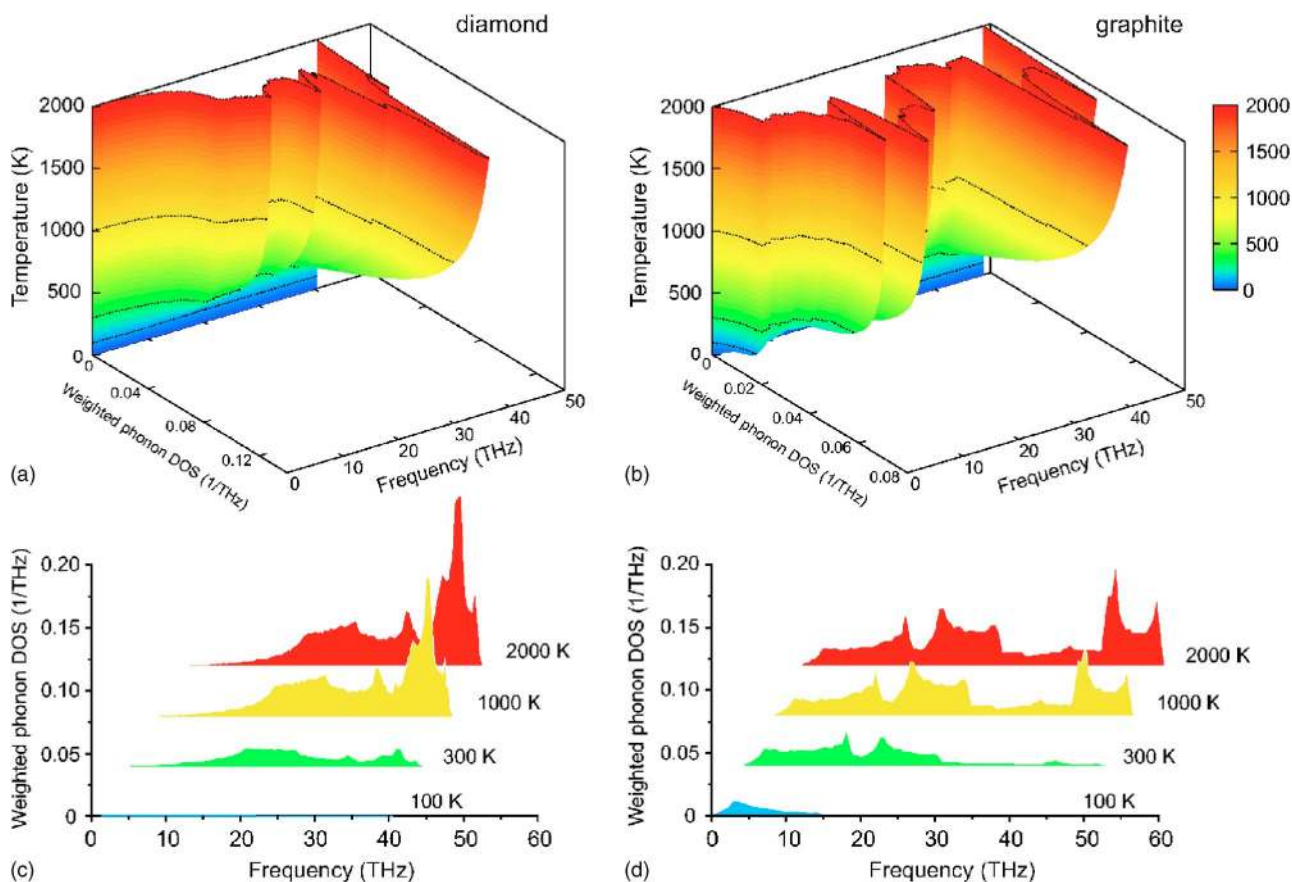 diamond
2000
1500
1000
500
0
Temperature (K)
0
0.04
0.08
0.12
Weighted phonon DOS (1/THz)
0
10
20
30
40
50
Frequency (THz)
(a)
graphite
2000
1500
1000
500
0
Temperature (K)
0
0.02
0.04
0.06
0.08
Weighted phonon DOS (1/THz)
0
10
20
30
40
50
Frequency (THz)
(b)
2000
1500
1000
500
0
0.20
0.15
0.10
0.05
0
Weighted phonon DOS (1/THz)
2000 K
1000 K
300 K
100 K
0 10 20 30 40 50 60
Frequency (THz)
(c)
0.20
0.15
0.10
0.05
0
Weighted phonon DOS (1/THz)
2000 K
1000 K
300 K
100 K
0 10 20 30 40 50 60
Frequency (THz)
(d)